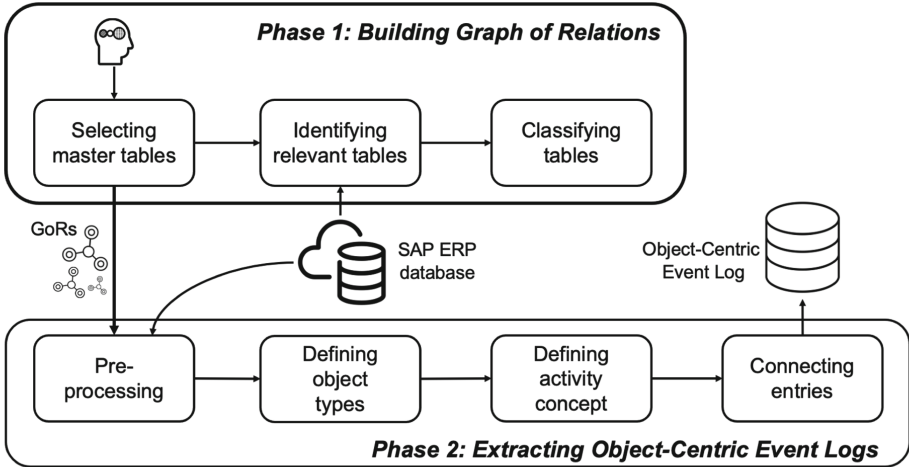 Phase 1: Building Graph of Relations
Selecting
master tables
Identifying
relevant tables
Classifying
tables
GoRs
SAP ERP
database
Object-Centric
Event Log
Pre-
processing
Defining
object
types
Defining
activity
concept
Connecting
entries
Phase 2: Extracting Object-Centric Event Logs